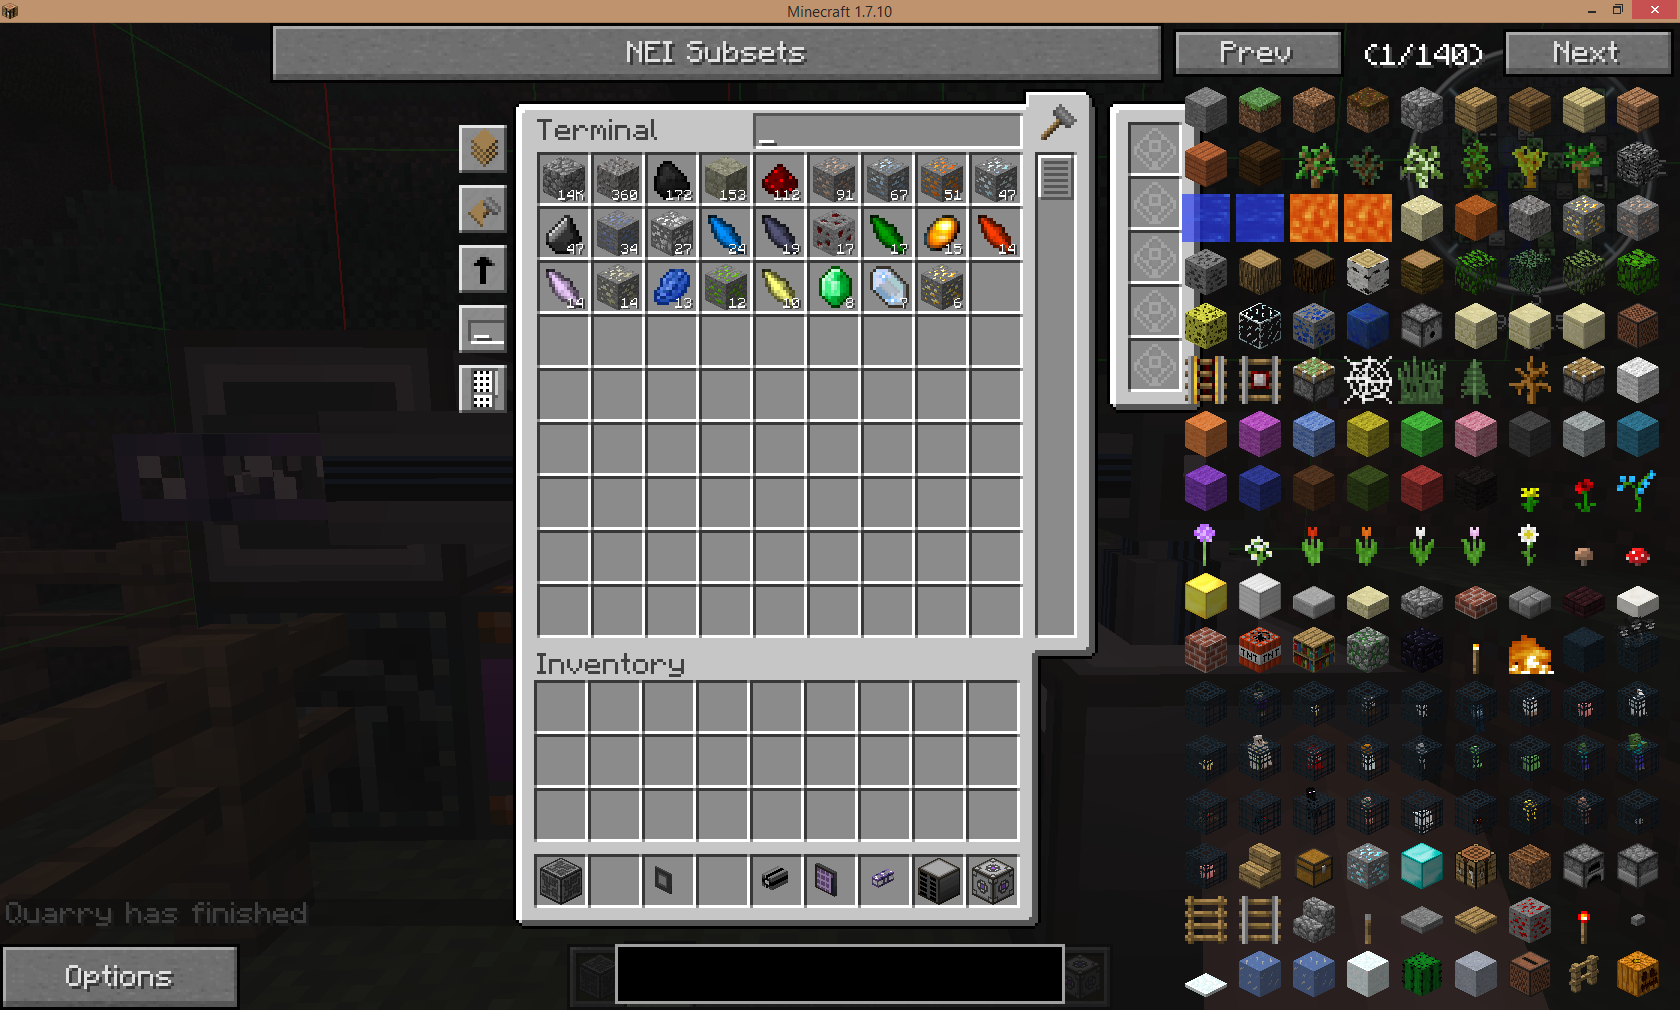 Minecraft 1.7.10
NEI Subsets
Prev (1/140) Next
Terminal
14K 360 172 153 112 91 67 51 47
47 34 27 24 19 17 17 15 14
14 14 13 12 10 8 7 6
Inventory
TNT TNT
Quarry has finished
Options